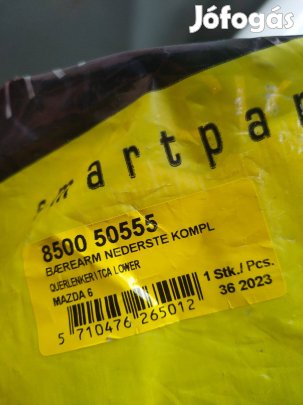 Jófogás
smartpar
8500 50555
BÆREARM NEDERSTE KOMPL
QUERLENKER I TCA LOWER
MAZDA 6
1 Stk./ Pcs.
36 2023
5 710476 265012